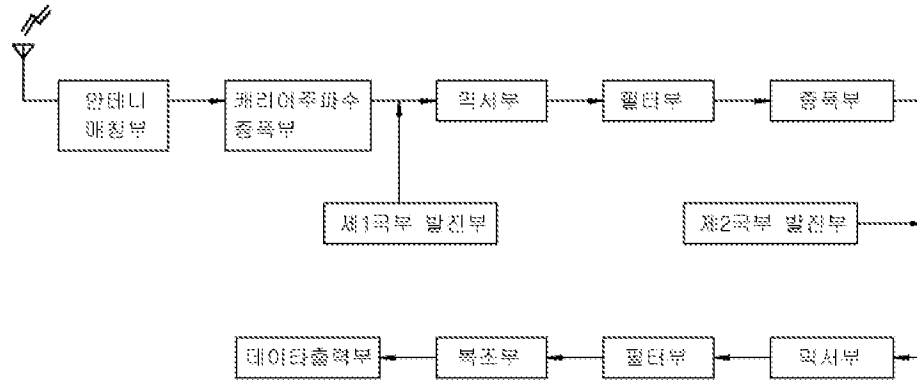 안테나
매칭부
캐리어주파수
증폭부
믹서부
필터부
증폭부
제1국부 발진부
제2국부 발진부
데이타출력부
복조부
필터부
믹서부